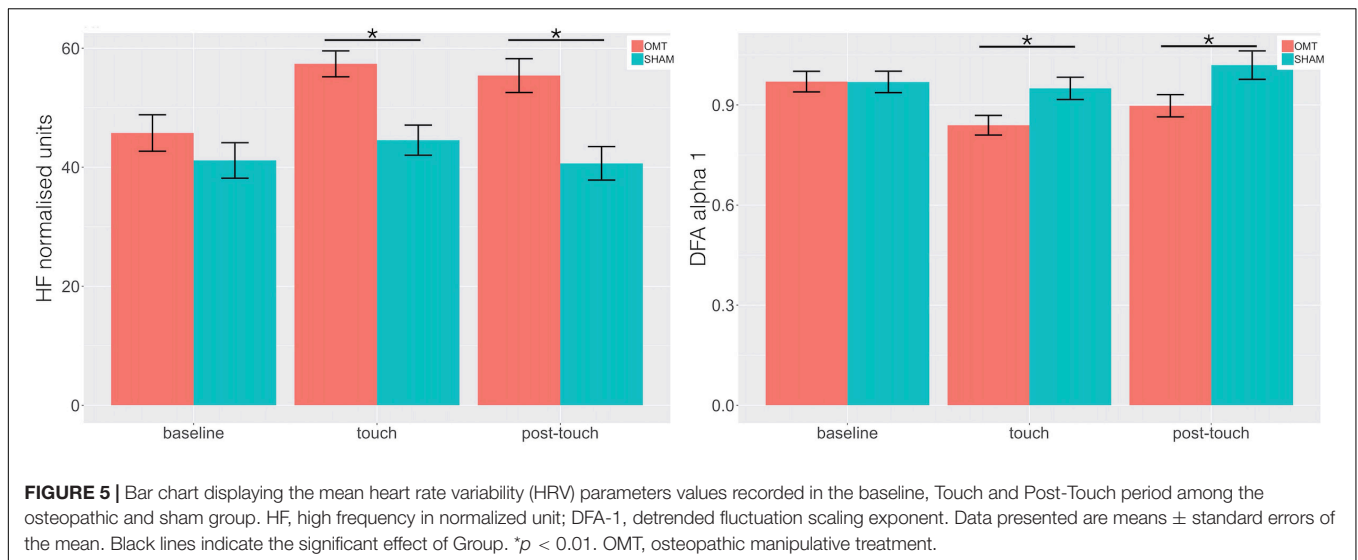 HF normalised units
60
40
20
0
*
*
OMT
SHAM
baseline
touch
post-touch
DFA alpha 1
0.9
0.6
0.3
0.0
*
*
OMT
SHAM
baseline
touch
post-touch
FIGURE 5 | Bar chart displaying the mean heart rate variability (HRV) parameters values recorded in the baseline, Touch and Post-Touch period among the
osteopathic and sham group. HF, high frequency in normalized unit; DFA-1, detrended fluctuation scaling exponent. Data presented are means ± standard errors of
the mean. Black lines indicate the significant effect of Group. *p < 0.01. OMT, osteopathic manipulative treatment.